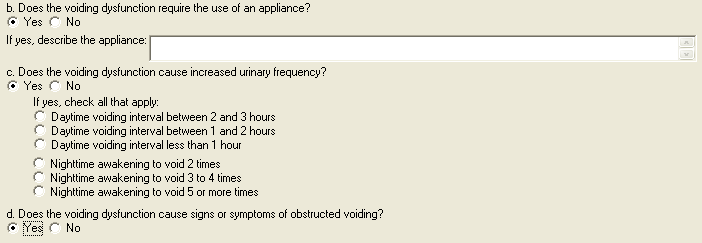 b. Does the voiding dysfunction require the use of an appliance?
Yes No
If yes, describe the appliance:
c. Does the voiding dysfunction cause increased urinary frequency?
Yes No
If yes, check all that apply:
Daytime voiding interval between 2 and 3 hours
Daytime voiding interval between 1 and 2 hours
Daytime voiding interval less than 1 hour
Nighttime awakening to void 2 times
Nighttime awakening to void 3 to 4 times
Nighttime awakening to void 5 or more times
d. Does the voiding dysfunction cause signs or symptoms of obstructed voiding?
Yes No